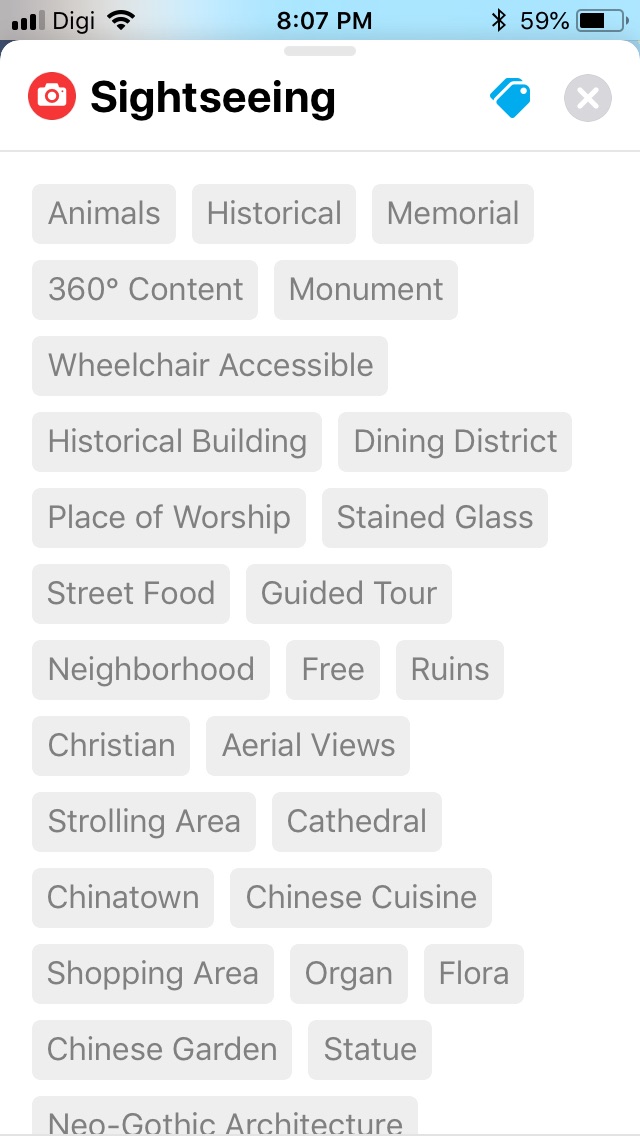 Digi 8:07 PM 59%
Sightseeing
Animals Historical Memorial
360° Content Monument
Wheelchair Accessible
Historical Building Dining District
Place of Worship Stained Glass
Street Food Guided Tour
Neighborhood Free Ruins
Christian Aerial Views
Strolling Area Cathedral
Chinatown Chinese Cuisine
Shopping Area Organ Flora
Chinese Garden Statue
Neo-Gothic Architecture